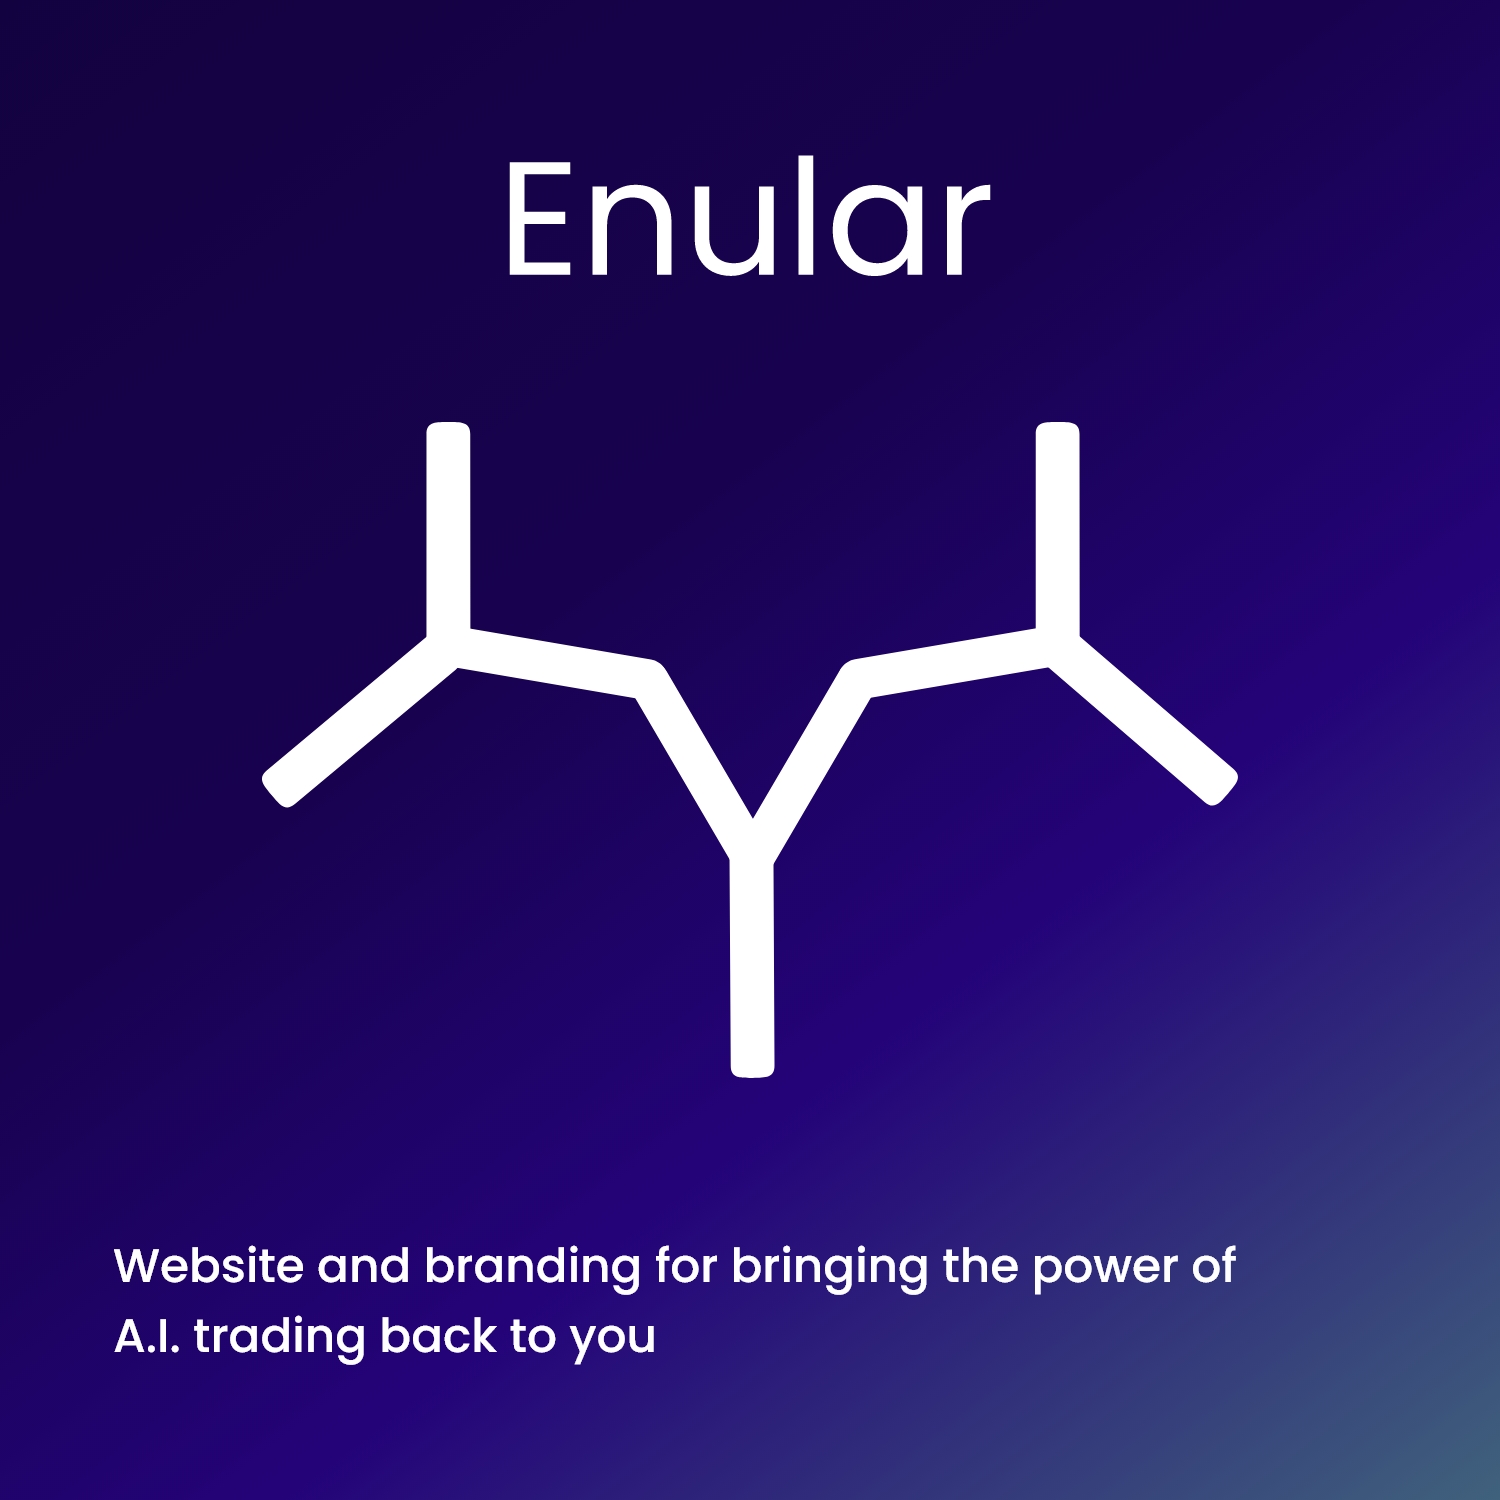 Enular
Website and branding for bringing the power of
A.I. trading back to you